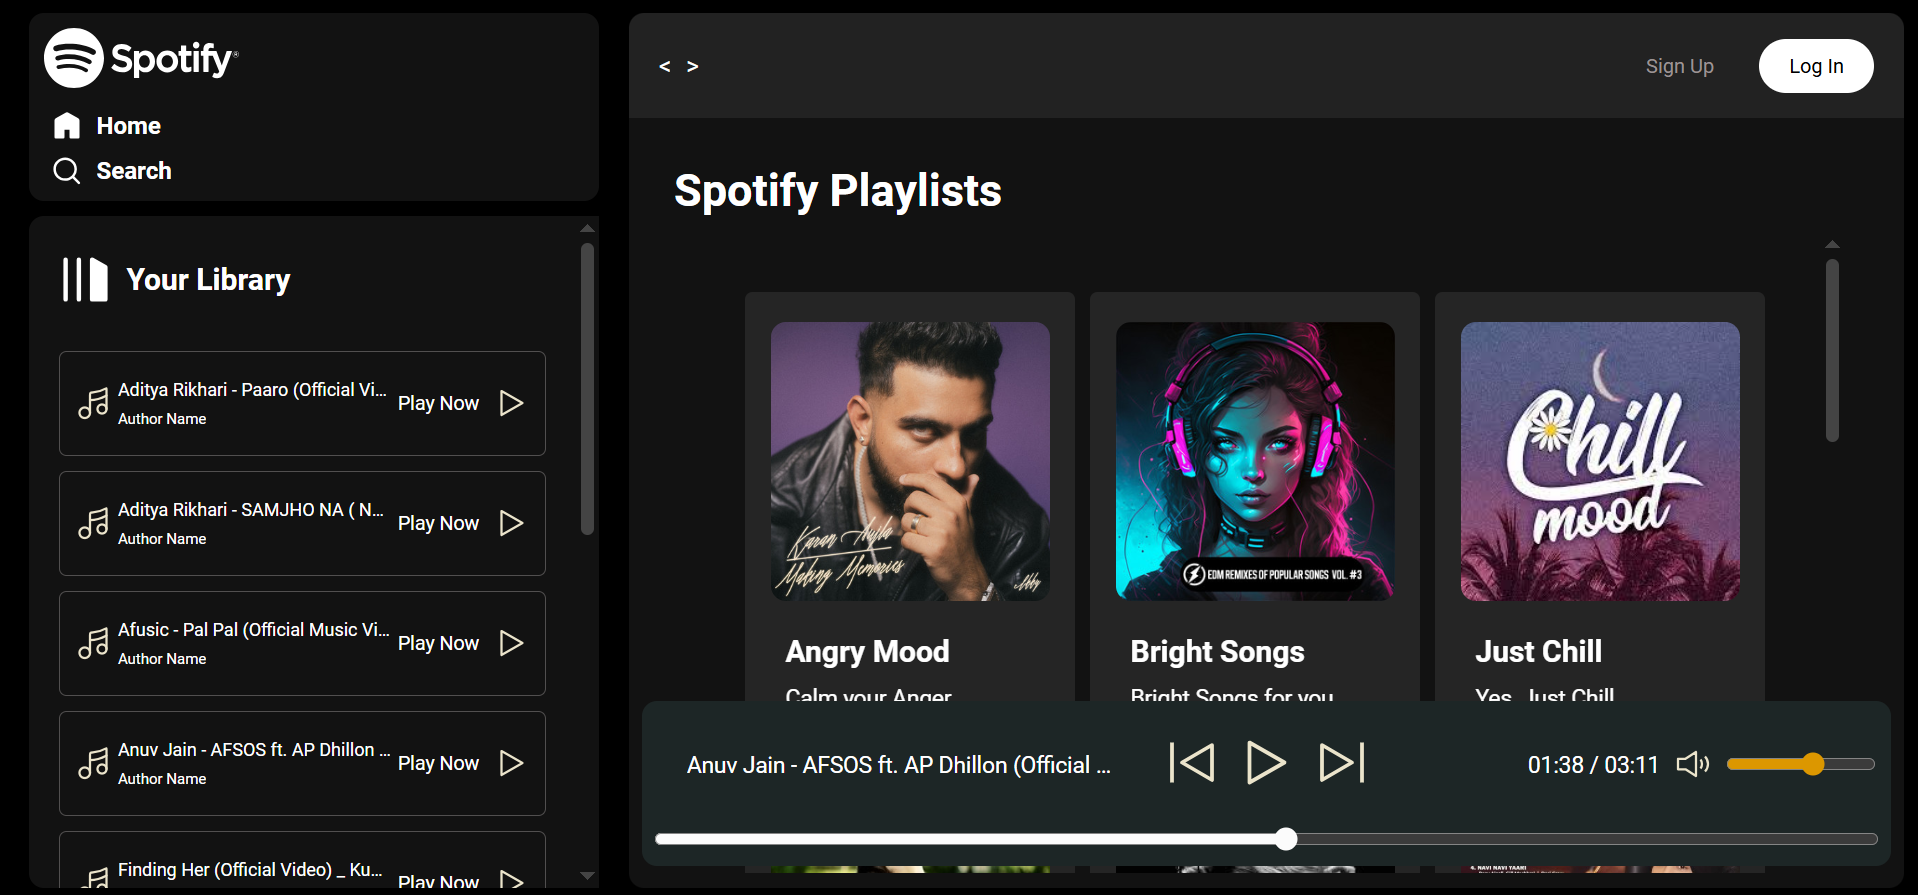 Spotify®
Home
Search
Your Library
Aditya Rikhari - Paaro (Official Vi...
Author Name
Play Now
Aditya Rikhari - SAMJHO NA ( N...
Author Name
Play Now
Afusic - Pal Pal (Official Music Vi...
Author Name
Play Now
Anuv Jain - AFSOS ft. AP Dhillon ...
Author Name
Play Now
Finding Her (Official Video) _ Ku...
Play Now
< >
Sign Up
Log In
Spotify Playlists
Karan Aujla
Making Memories
EDM REMIXES OF POPULAR SONGS VOL. #3
Chill
mood
Angry Mood
Calm your Anger
Bright Songs
Bright Songs for you
Just Chill
Yes, Just Chill
Anuv Jain - AFSOS ft. AP Dhillon (Official ...
01:38 / 03:11